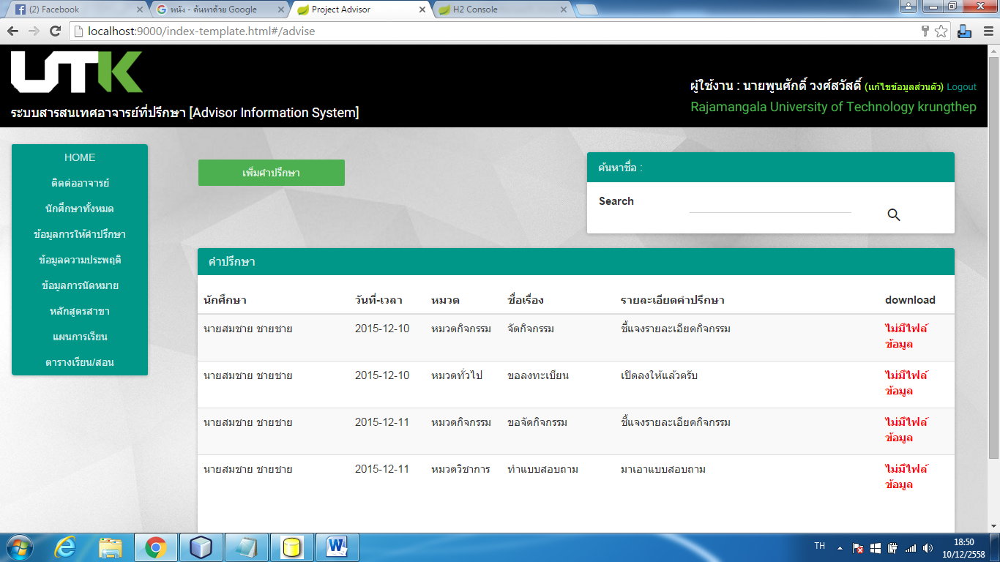 (2) Facebook
หนัง - ค้นหาด้วย Google
Project Advisor
H2 Console
localhost:9000/index-template.html#/advise
UTK
ผู้ใช้งาน : นายพูนศักดิ์ วงศ์สวัสดิ์ (แก้ไขข้อมูลส่วนตัว) Logout
ระบบสารสนเทศอาจารย์ที่ปรึกษา [Advisor Information System]
Rajamangala University of Technology krungthep
HOME
ติดต่ออาจารย์
นักศึกษาทั้งหมด
ข้อมูลการให้คำปรึกษา
ข้อมูลความประพฤติ
ข้อมูลการนัดหมาย
หลักสูตรสาขา
แผนการเรียน
ตารางเรียน/สอน
เพิ่มคำปรึกษา
ค้นหาชื่อ :
Search
คำปรึกษา
นักศึกษา วันที่-เวลา หมวด ชื่อเรื่อง รายละเอียดคำปรึกษา download
นายสมชาย ชายชาย 2015-12-10 หมวดกิจกรรม จัดกิจกรรม ชี้แจงรายละเอียดกิจกรรม ไม่มีไฟล์
ข้อมูล
นายสมชาย ชายชาย 2015-12-10 หมวดทั่วไป ขอลงทะเบียน เปิดลงให้แล้วครับ ไม่มีไฟล์
ข้อมูล
นายสมชาย ชายชาย 2015-12-11 หมวดกิจกรรม ขอจัดกิจกรรม ชี้แจงรายละเอียดกิจกรรม ไม่มีไฟล์
ข้อมูล
นายสมชาย ชายชาย 2015-12-11 หมวดวิชาการ ทำแบบสอบถาม มาเอาแบบสอบถาม ไม่มีไฟล์
ข้อมูล
TH
18:50
10/12/2558